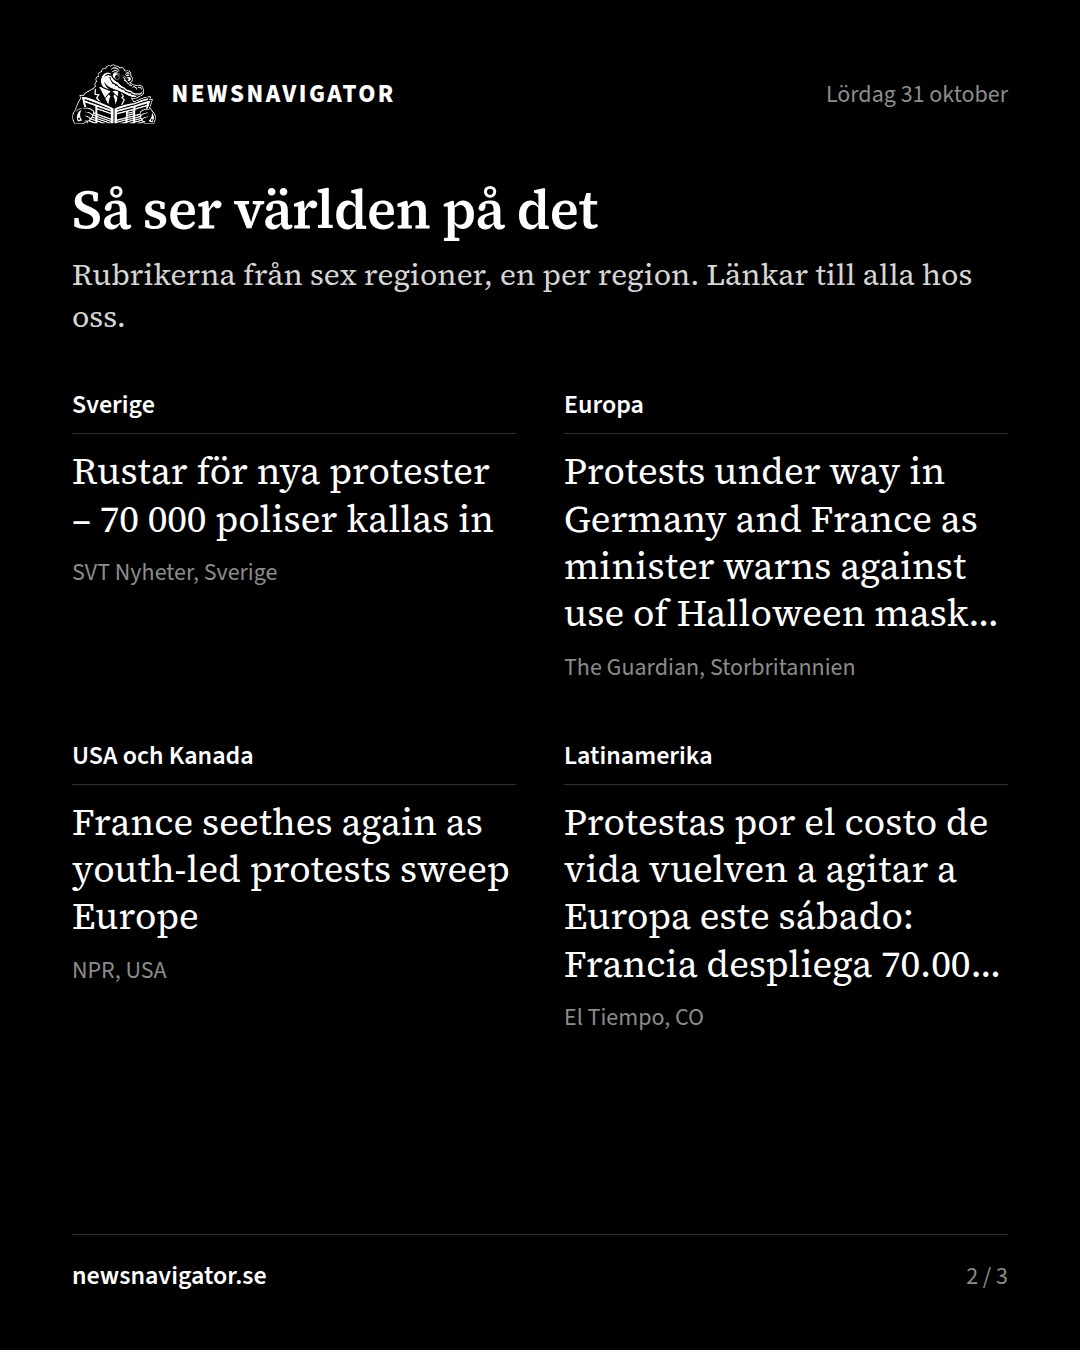 NEWSNAVIGATOR
Lördag 31 oktober
Så ser världen på det
Rubrikerna från sex regioner, en per region. Länkar till alla hos
oss.
Sverige
Rustar för nya protester
– 70 000 poliser kallas in
SVT Nyheter, Sverige
Europa
Protests under way in
Germany and France as
minister warns against
use of Halloween mask...
The Guardian, Storbritannien
USA och Kanada
France seethes again as
youth-led protests sweep
Europe
NPR, USA
Latinamerika
Protestas por el costo de
vida vuelven a agitar a
Europa este sábado:
Francia despliega 70.00...
El Tiempo, CO
newsnavigator.se
2 / 3